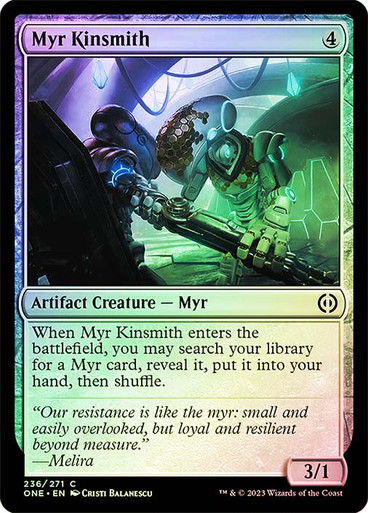 Myr Kinsmith 4
Artifact Creature — Myr
When Myr Kinsmith enters the
battlefield, you may search your library
for a Myr card, reveal it, put it into your
hand, then shuffle.
“Our resistance is like the myr: small and
easily overlooked, but loyal and resilient
beyond measure.”
—Melira
3/1
236/271 C
ONE • EN Cristi Balanescu ™ & © 2023 Wizards of the Coast